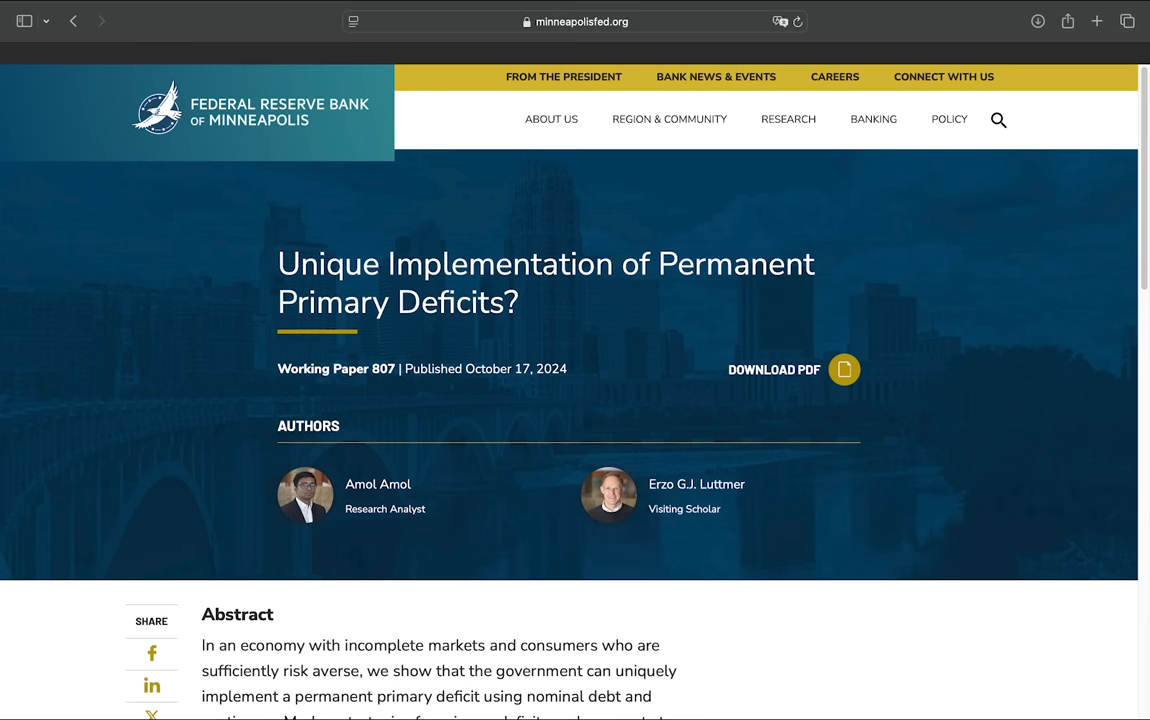 minneapolisfed.org
FROM THE PRESIDENT
BANK NEWS & EVENTS
CAREERS
CONNECT WITH US
FEDERAL RESERVE BANK
OF MINNEAPOLIS
ABOUT US
REGION & COMMUNITY
RESEARCH
BANKING
POLICY
Unique Implementation of Permanent
Primary Deficits?
Working Paper 807 | Published October 17, 2024
DOWNLOAD PDF
AUTHORS
Amol Amol
Research Analyst
Erzo G.J. Luttmer
Visiting Scholar
SHARE
Abstract
In an economy with incomplete markets and consumers who are
sufficiently risk averse, we show that the government can uniquely
implement a permanent primary deficit using nominal debt and